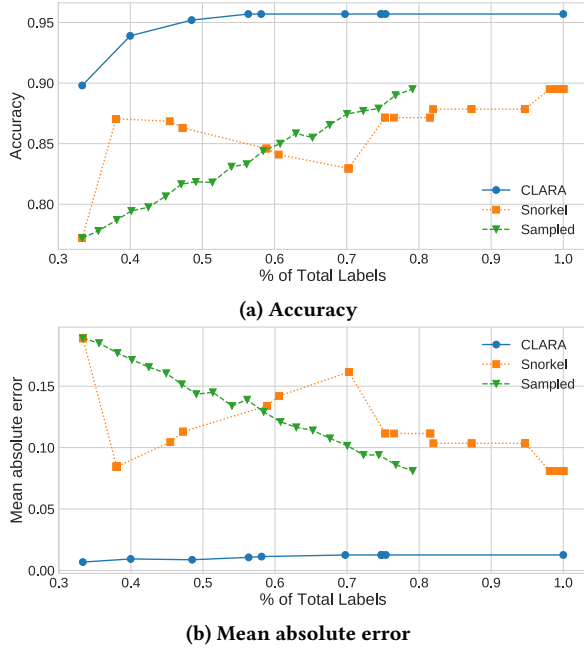 0.95
0.90
0.85
0.80
Accuracy
CLARA
Snorkel
Sampled
0.3 0.4 0.5 0.6 0.7 0.8 0.9 1.0
% of Total Labels
(a) Accuracy
0.15
0.10
0.05
0.00
Mean absolute error
CLARA
Snorkel
Sampled
0.3 0.4 0.5 0.6 0.7 0.8 0.9 1.0
% of Total Labels
(b) Mean absolute error